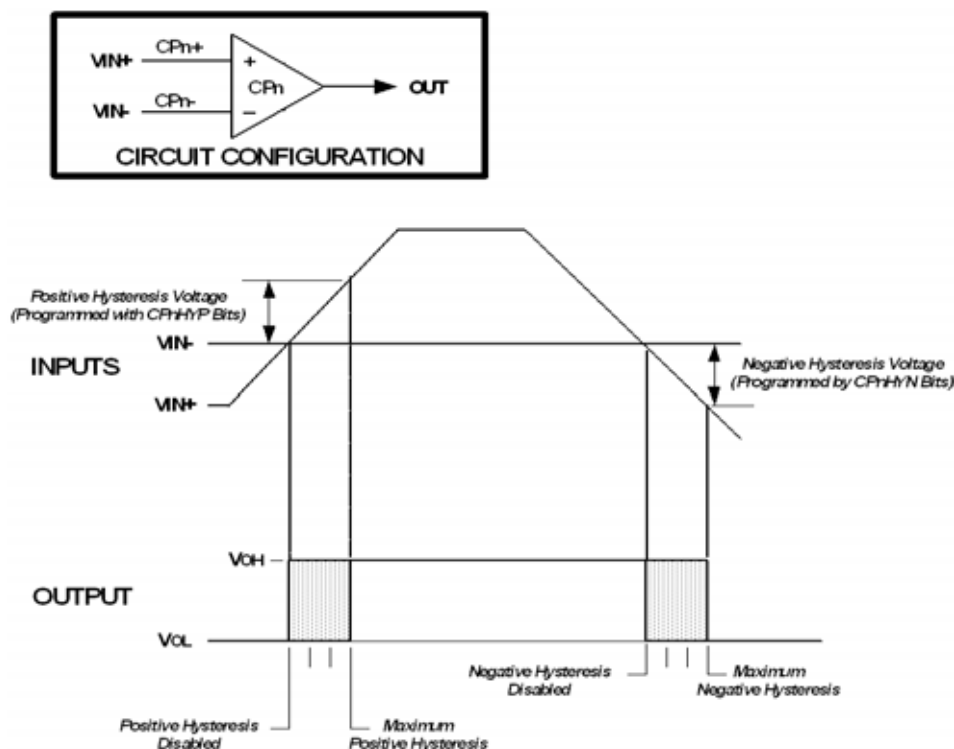 VIN+
CPn+
+
CPn
OUT
VIN-
CPn-
−
CIRCUIT CONFIGURATION
Positive Hysteresis Voltage
(Programmed with CPnHYP Bits)
VIN-
INPUTS
VIN+
Negative Hysteresis Voltage
(Programmed by CPnHYN Bits)
VOH
OUTPUT
VOL
Negative Hysteresis
Disabled
Maximum
Negative Hysteresis
Positive Hysteresis
Disabled
Maximum
Positive Hysteresis